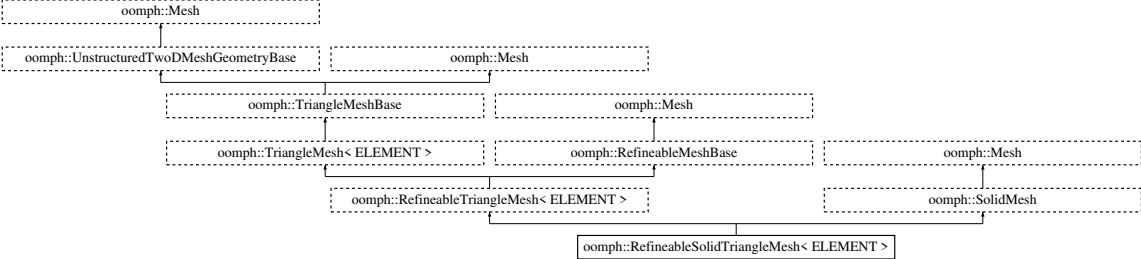 oomph::Mesh
oomph::UnstructuredTwoDMeshGeometryBase
oomph::Mesh
oomph::TriangleMeshBase
oomph::Mesh
oomph::TriangleMesh< ELEMENT >
oomph::RefineableMeshBase
oomph::Mesh
oomph::RefineableTriangleMesh< ELEMENT >
oomph::SolidMesh
oomph::RefineableSolidTriangleMesh< ELEMENT >